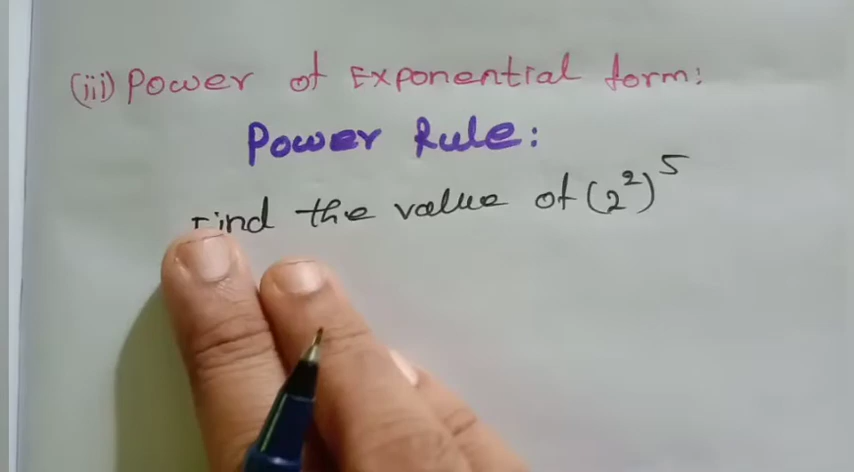 (iii) Power of Exponential form:
Power Rule:
Find the value of (2²)⁵